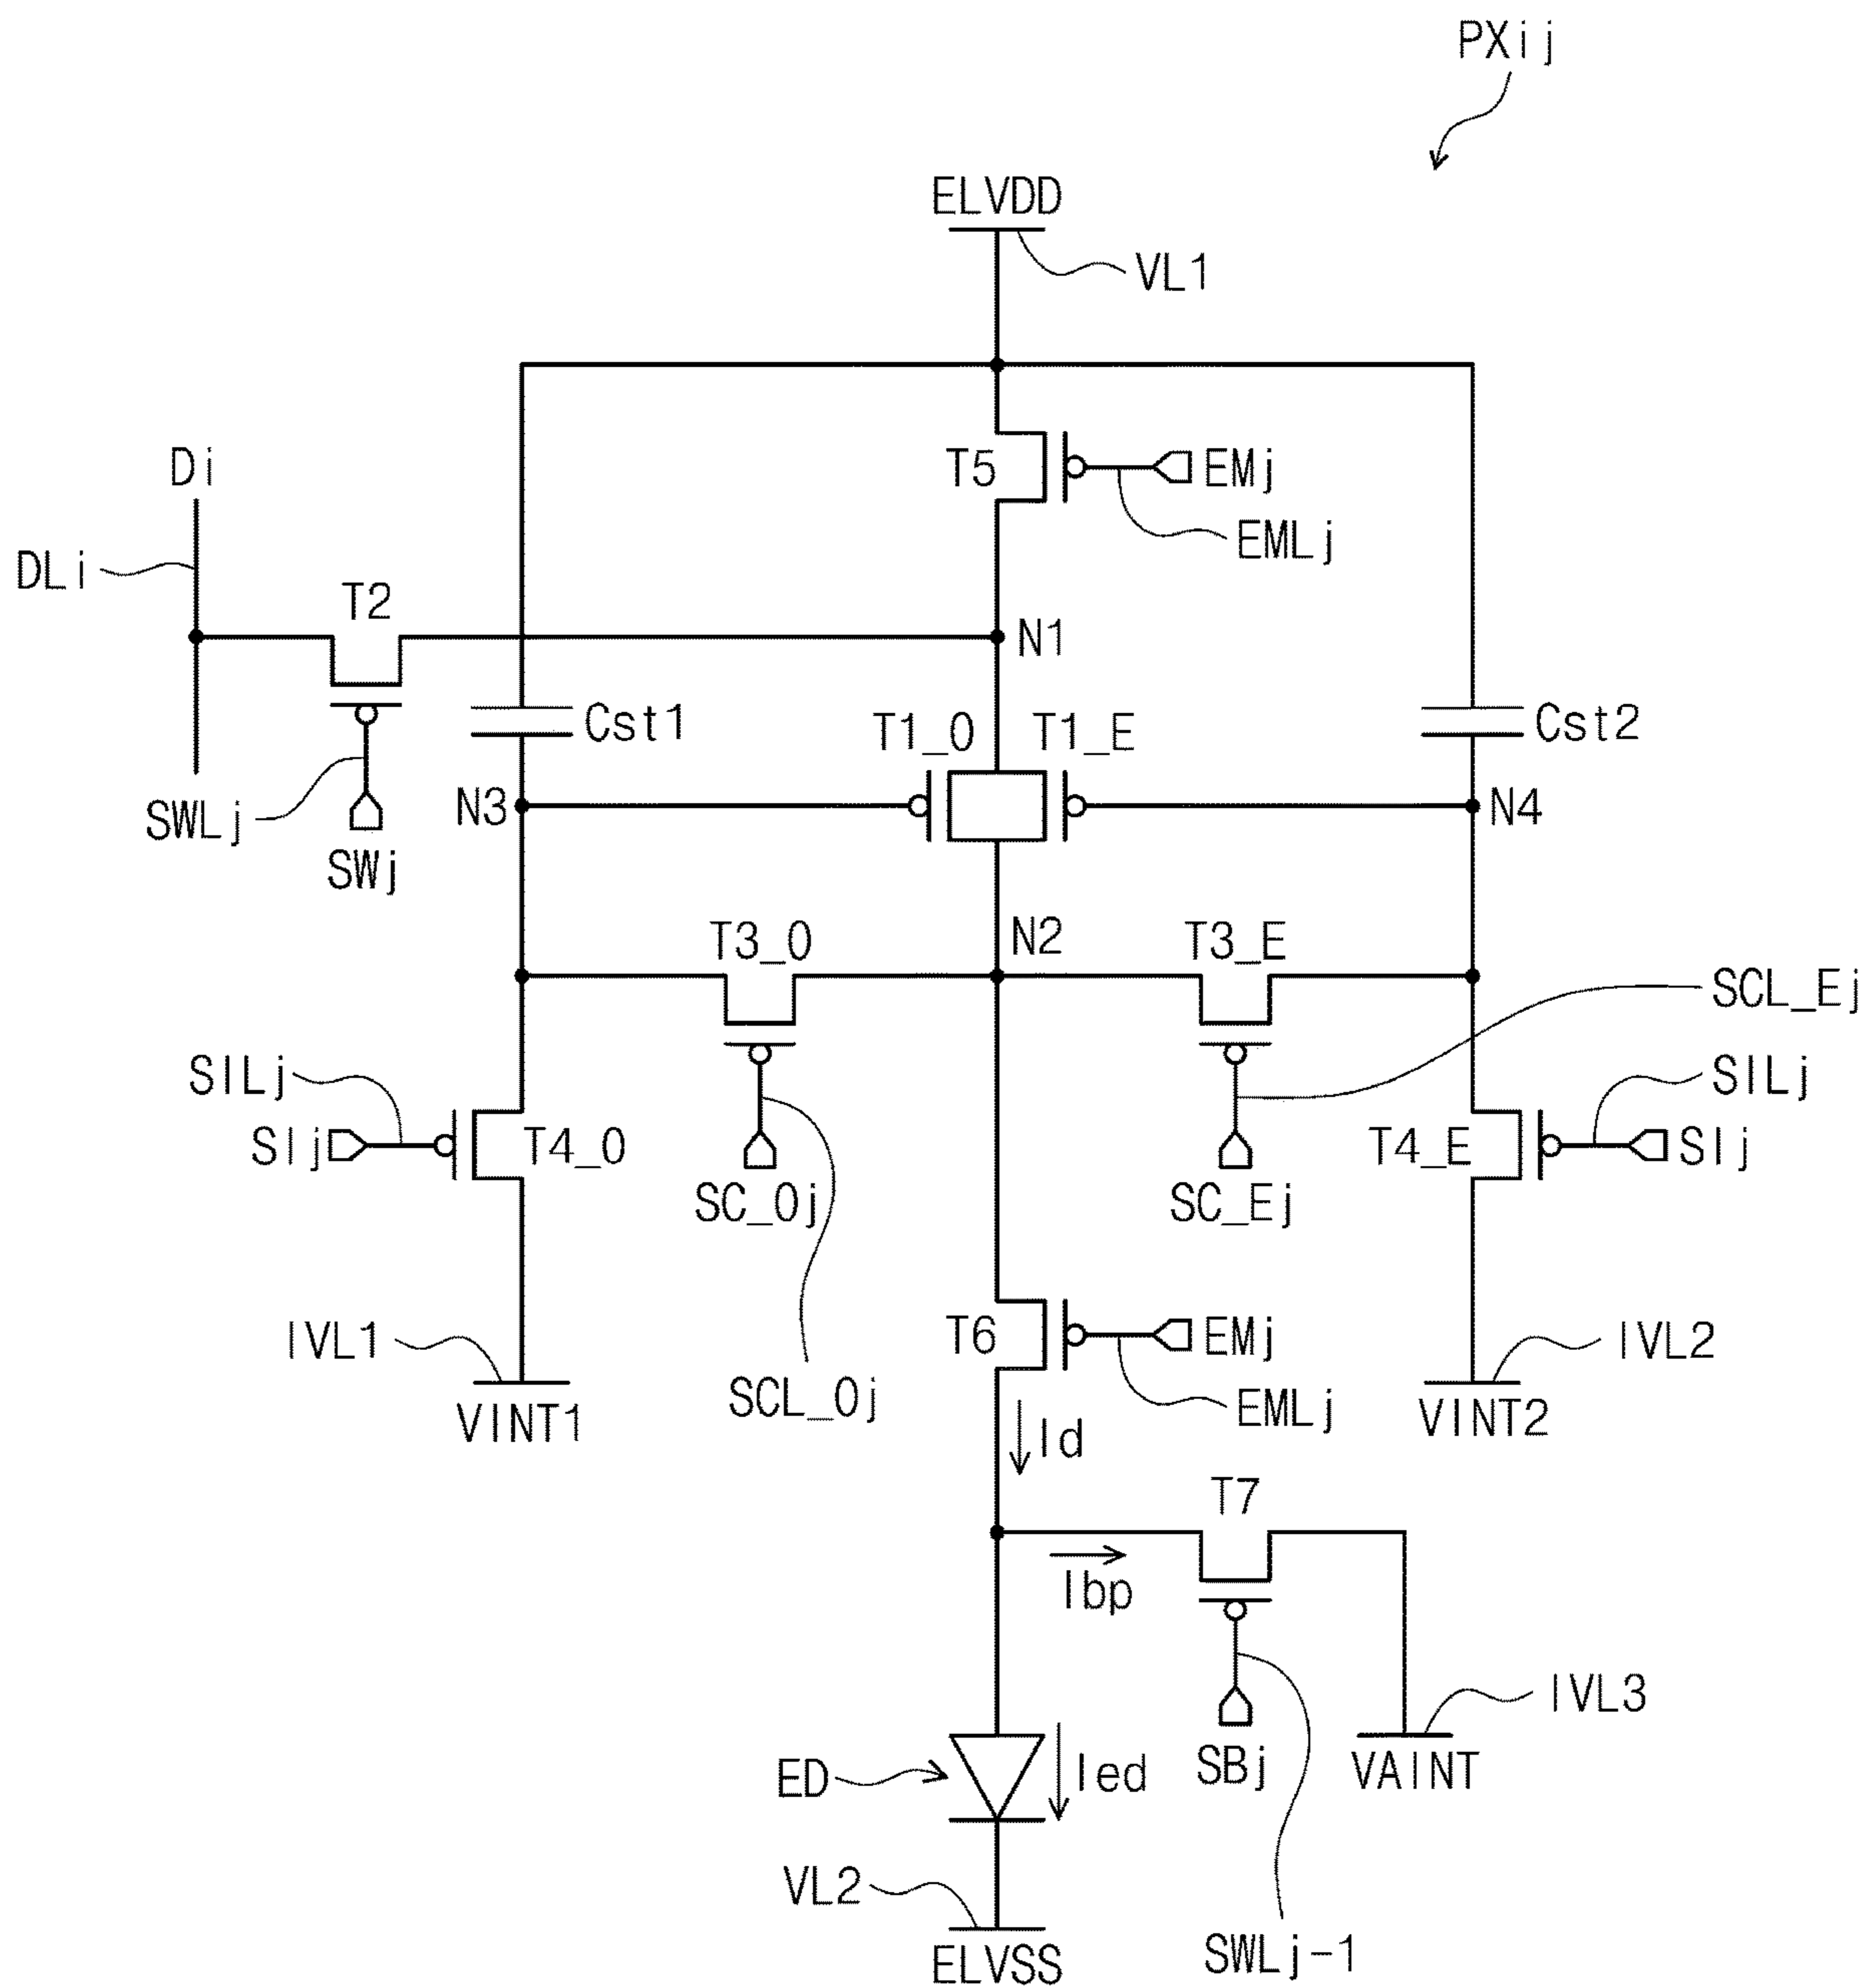 PXij
ELVDD
VL1
Di
T5
EMj
EMLj
DLi
T2
N1
Cst1
T1_O
T1_E
Cst2
SWLj
N3
N4
SWj
T3_O
N2
T3_E
SCL_Ej
SILj
SILj
SIj
T4_O
SC_Oj
SC_Ej
T4_E
SIj
IVL1
T6
EMj
IVL2
VINT1
SCL_Oj
EMLj
VINT2
Id
T7
Ibp
IVL3
ED
Ied
SBj
VAINT
VL2
SWLj-1
ELVSS